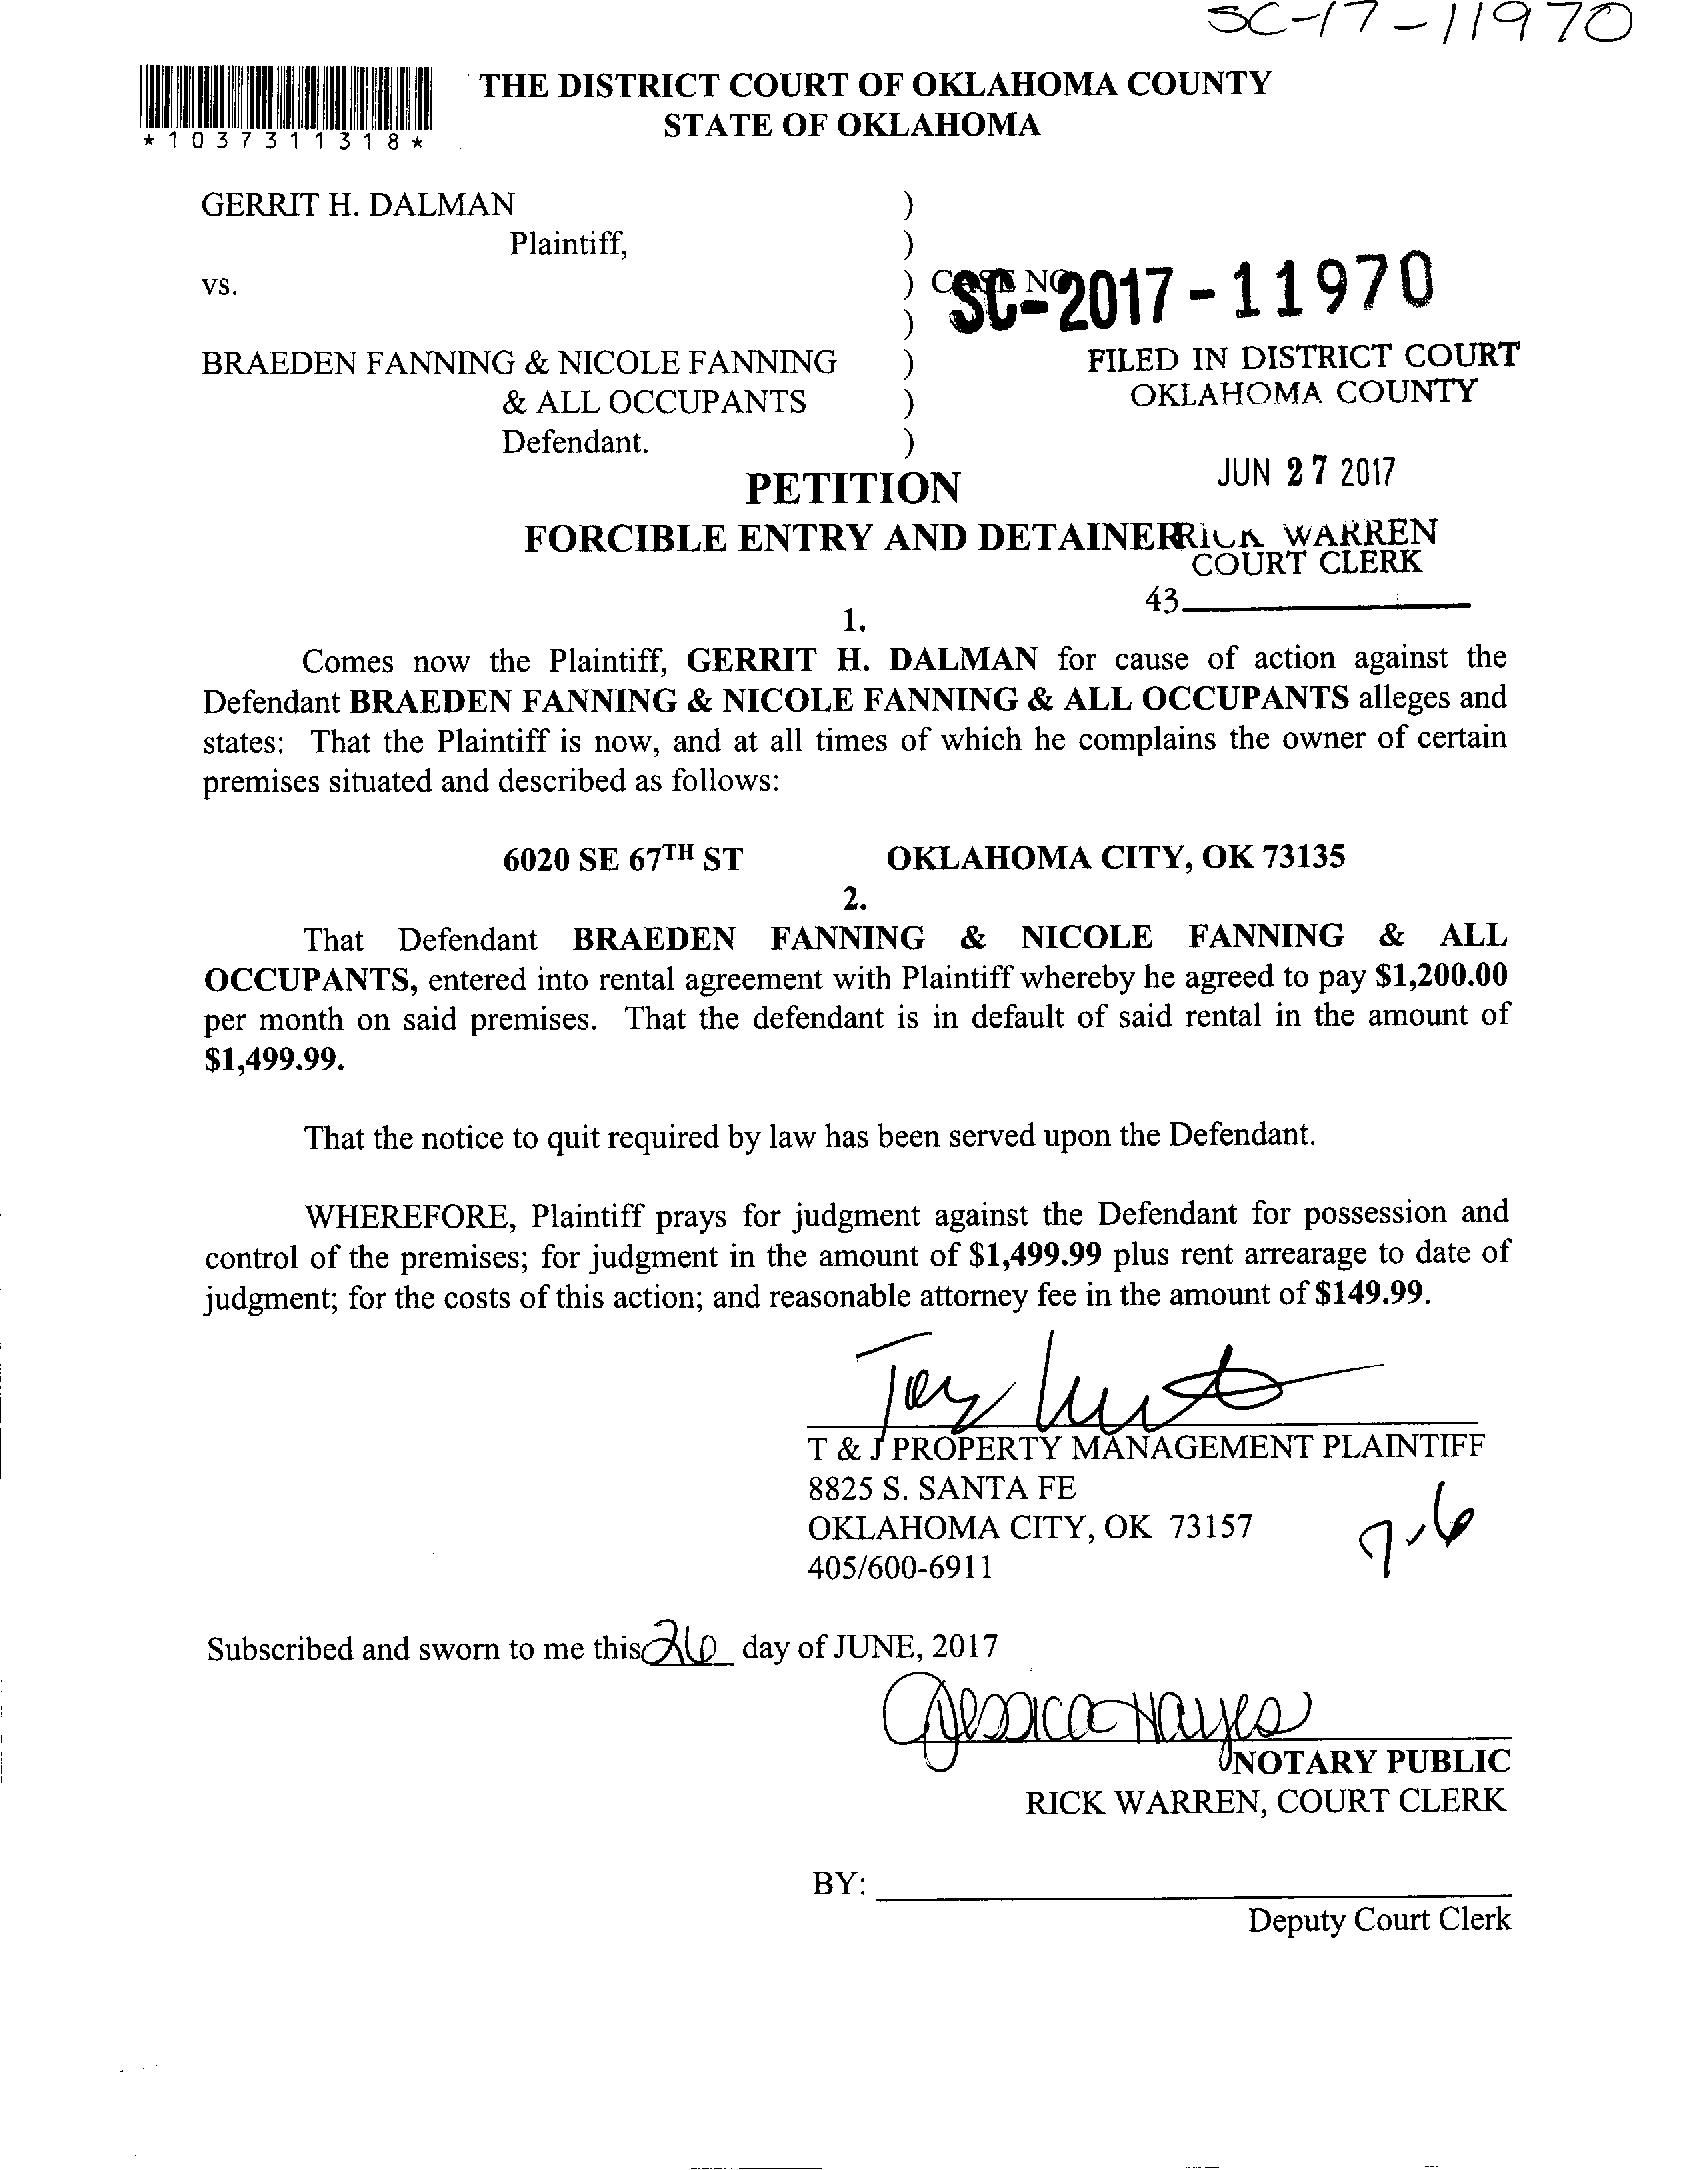 SC-17-11970
*1037311318*
THE DISTRICT COURT OF OKLAHOMA COUNTY
STATE OF OKLAHOMA
GERRIT H. DALMAN )
Plaintiff, )
vs. ) CASE NO
SC-2017-11970
)
BRAEDEN FANNING & NICOLE FANNING )
& ALL OCCUPANTS )
Defendant. )
FILED IN DISTRICT COURT
OKLAHOMA COUNTY
JUN 27 2017
RICK WARREN
COURT CLERK
43
PETITION
FORCIBLE ENTRY AND DETAINER
1.
Comes now the Plaintiff, GERRIT H. DALMAN for cause of action against the
Defendant BRAEDEN FANNING & NICOLE FANNING & ALL OCCUPANTS alleges and
states: That the Plaintiff is now, and at all times of which he complains the owner of certain
premises situated and described as follows:
6020 SE 67TH ST OKLAHOMA CITY, OK 73135
2.
That Defendant BRAEDEN FANNING & NICOLE FANNING & ALL
OCCUPANTS, entered into rental agreement with Plaintiff whereby he agreed to pay $1,200.00
per month on said premises. That the defendant is in default of said rental in the amount of
$1,499.99.
That the notice to quit required by law has been served upon the Defendant.
WHEREFORE, Plaintiff prays for judgment against the Defendant for possession and
control of the premises; for judgment in the amount of $1,499.99 plus rent arrearage to date of
judgment; for the costs of this action; and reasonable attorney fee in the amount of $149.99.
T & J PROPERTY MANAGEMENT PLAINTIFF
8825 S. SANTA FE
OKLAHOMA CITY, OK 73157
405/600-6911
7-6
Subscribed and sworn to me this 26 day of JUNE, 2017
Jessica Hayes
NOTARY PUBLIC
RICK WARREN, COURT CLERK
BY:
Deputy Court Clerk